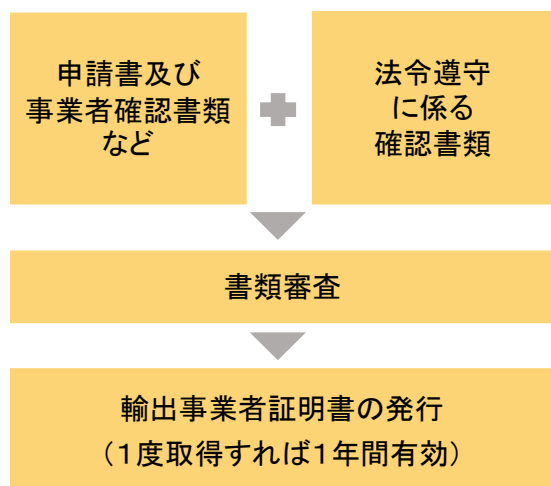 申請書及び
事業者確認書類
など
法令遵守
に係る
確認書類
書類審査
輸出事業者証明書の発行
（１度取得すれば１年間有効）